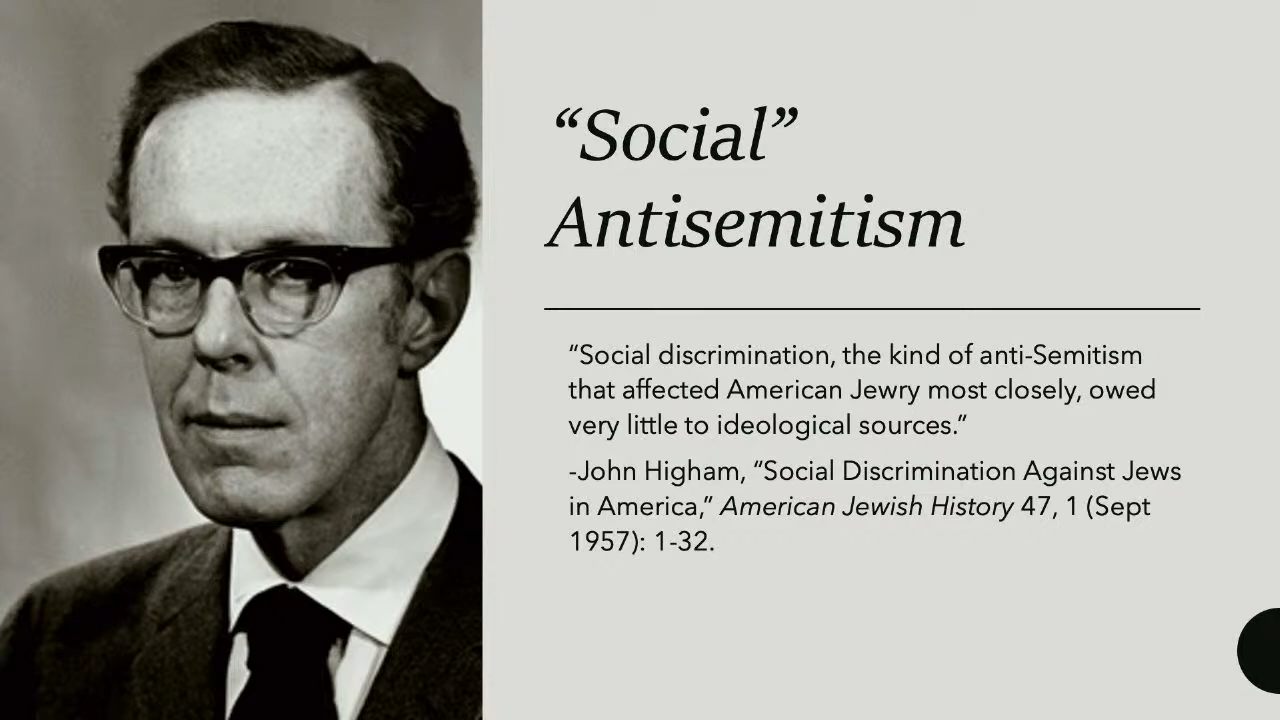 “Social”
Antisemitism
“Social discrimination, the kind of anti-Semitism
that affected American Jewry most closely, owed
very little to ideological sources.”
-John Higham, “Social Discrimination Against Jews
in America,” American Jewish History 47, 1 (Sept
1957): 1-32.